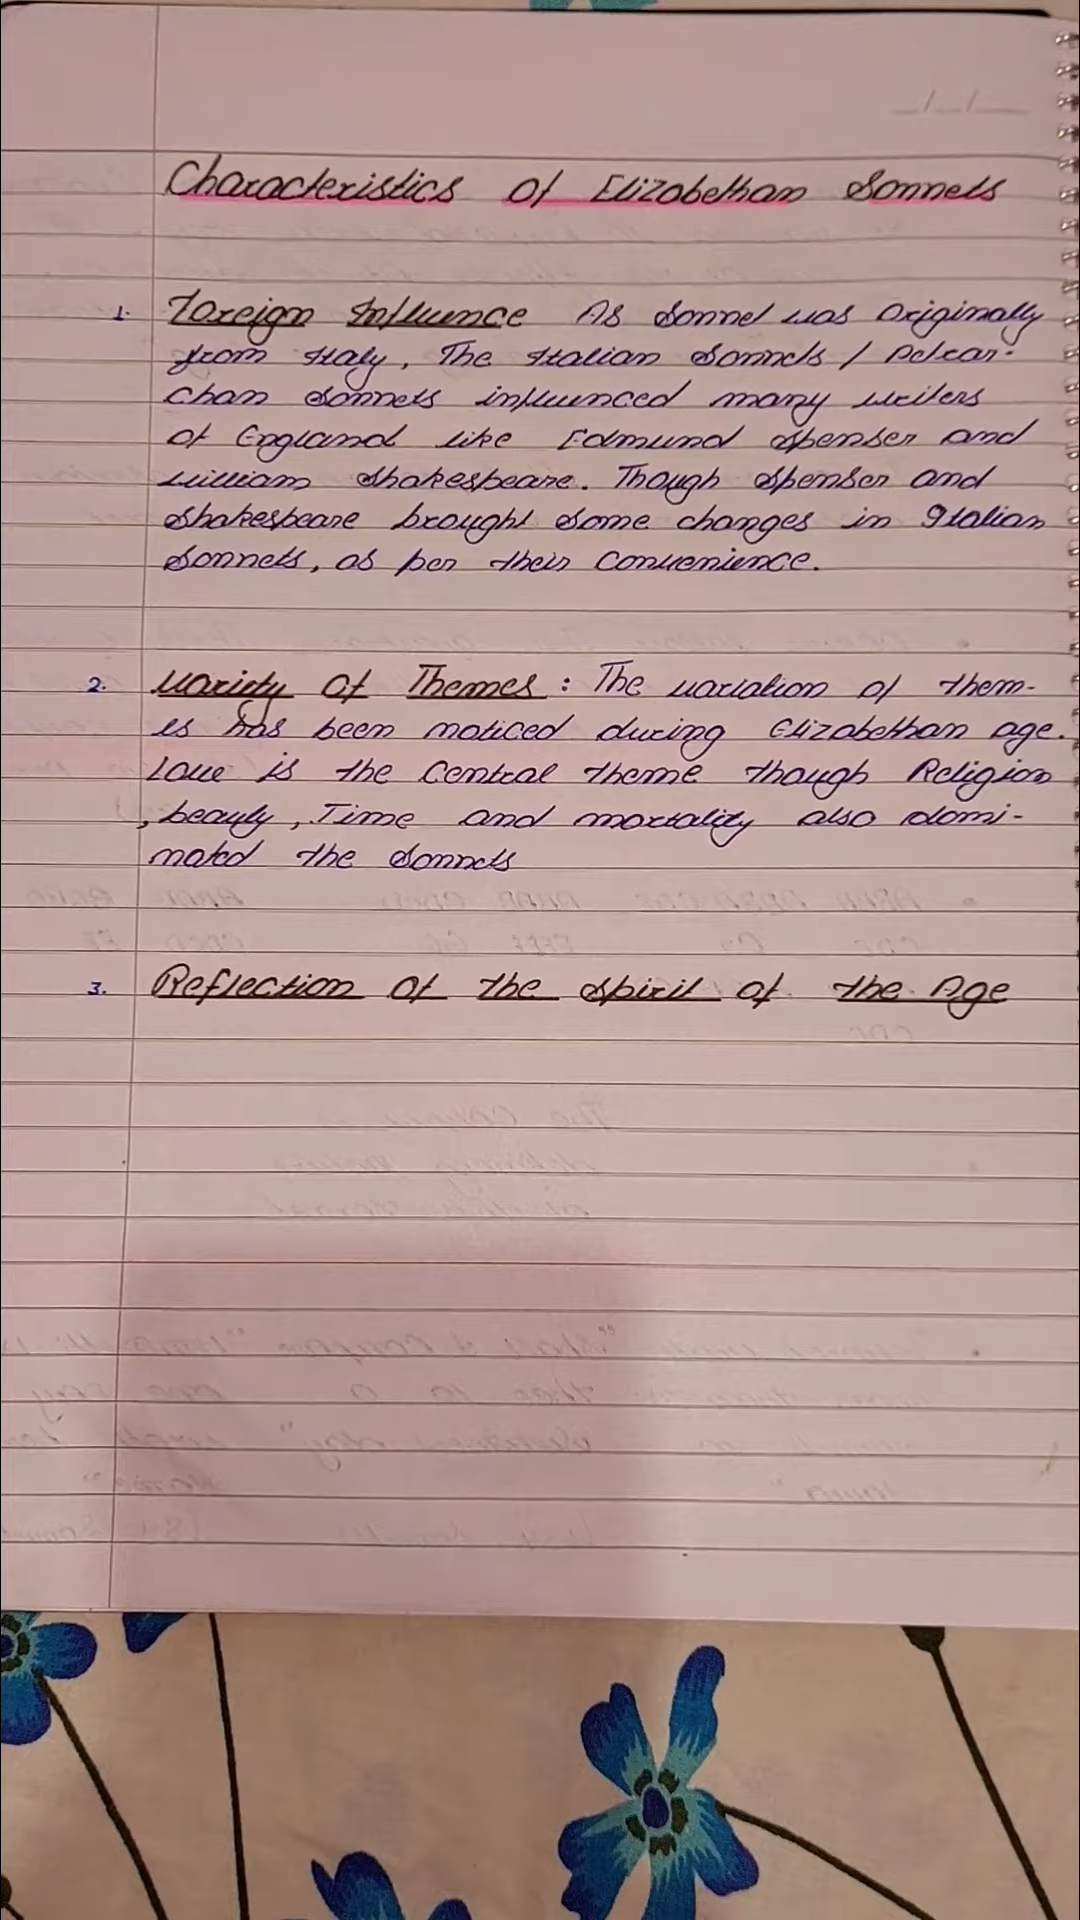 Characteristics of Elizabethan Sonnets
1. Foreign Influence As Sonnet was Originally
from Italy, The Italian Sonnets / Petrar-
chan Sonnets influenced many writers
of England like Edmund Spenser and
William Shakespeare. Though Spenser and
Shakespeare brought some changes in Italian
Sonnets, as per their convenience.
2. Variety of Themes : The variation of them-
es has been noticed during Elizabethan age.
Love is the central theme though Religion
, beauty, Time and mortality also domi-
nated the Sonnets
3. Reflection of the Spirit of the Age